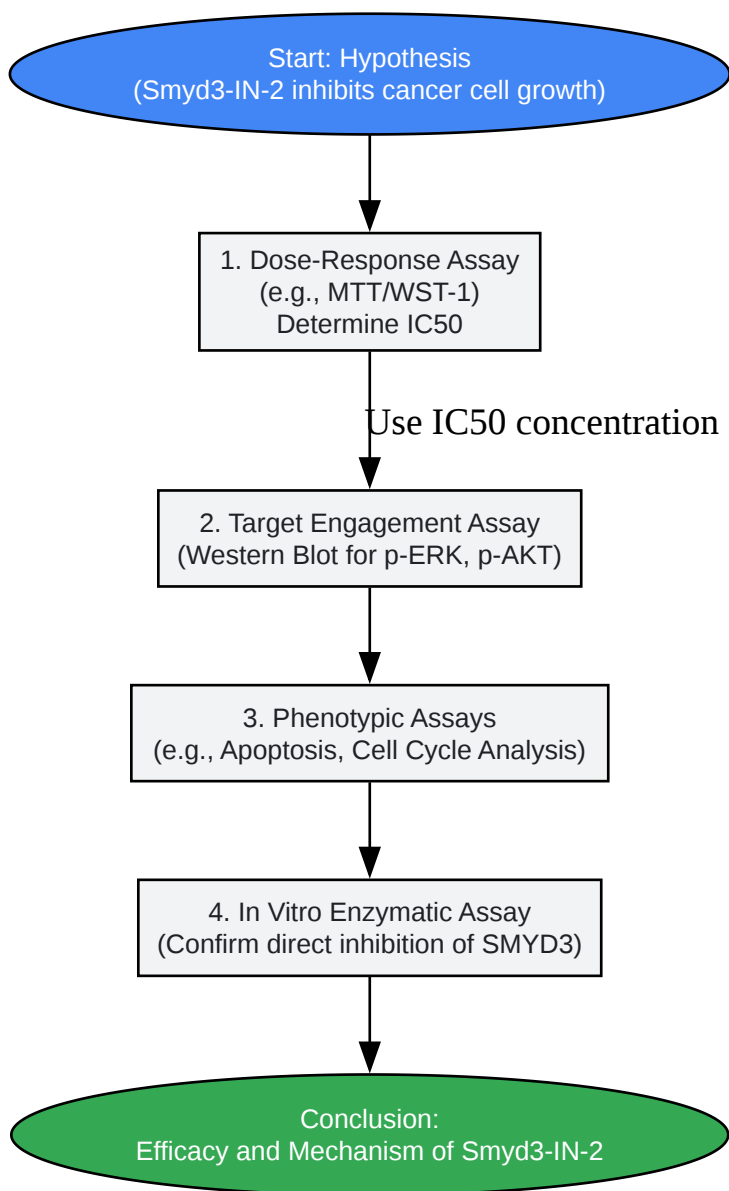 Start: Hypothesis
(Smyd3-IN-2 inhibits cancer cell growth)
1. Dose-Response Assay
(e.g., MTT/WST-1)
Determine IC50
Use IC50 concentration
2. Target Engagement Assay
(Western Blot for p-ERK, p-AKT)
3. Phenotypic Assays
(e.g., Apoptosis, Cell Cycle Analysis)
4. In Vitro Enzymatic Assay
(Confirm direct inhibition of SMYD3)
Conclusion:
Efficacy and Mechanism of Smyd3-IN-2